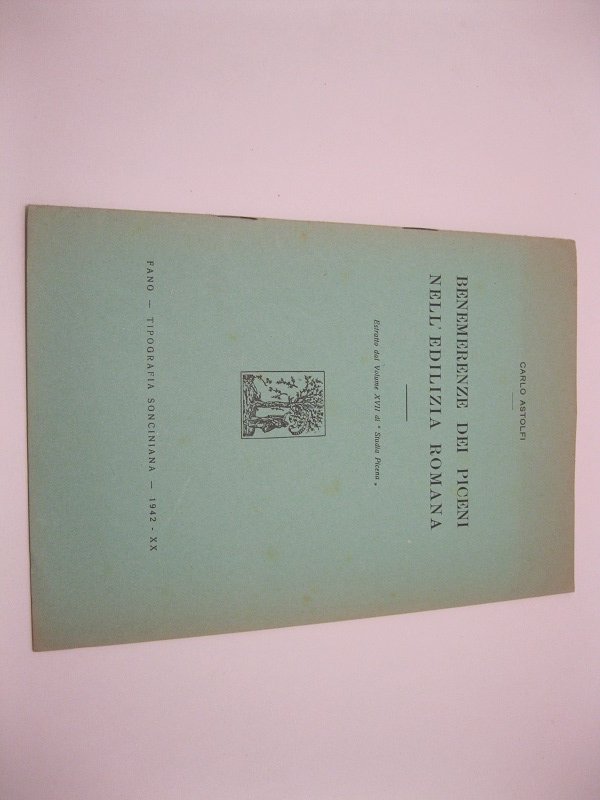 CARLO ASTOLFI
BENEMERENZE DEI PICENI
NELL'EDILIZIA ROMANA
Estratto dal Volume XVII di " Studia Picena „
FANO — TIPOGRAFIA SONCINIANA — 1942 - XX